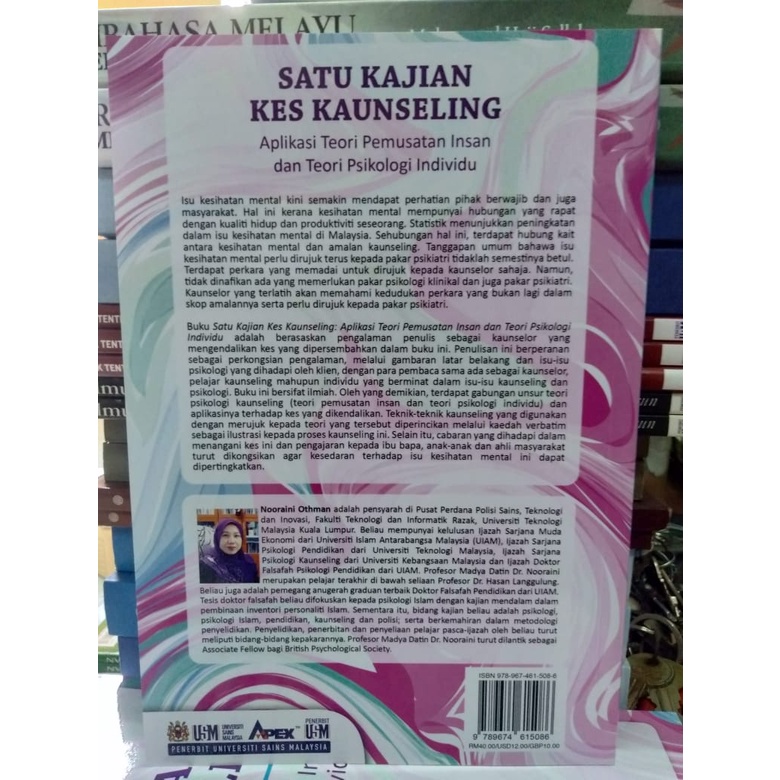 BAHASA MELAYU
SATU KAJIAN
KES KAUNSELING
Aplikasi Teori Pemusatan Insan
dan Teori Psikologi Individu
Isu kesihatan mental kini semakin mendapat perhatian pihak berwajib dan juga
masyarakat. Hal ini kerana kesihatan mental mempunyai hubungan yang rapat
dengan kualiti hidup dan produktiviti seseorang. Statistik menunjukkan peningkatan
dalam isu kesihatan mental di Malaysia. Sehubungan hal ini, terdapat hubung kait
antara kesihatan mental dan amalan kaunseling. Tanggapan umum bahawa isu
kesihatan mental perlu dirujuk terus kepada pakar psikiatri tidaklah semestinya betul.
Terdapat perkara yang memadai untuk dirujuk kepada kaunselor sahaja. Namun,
tidak dinafikan ada yang memerlukan pakar psikologi klinikal dan juga pakar psikiatri.
Kaunselor yang terlatih akan memahami kedudukan perkara yang bukan lagi dalam
skop amalannya serta perlu dirujuk kepada pakar psikiatri.
Buku Satu Kajian Kes Kaunseling: Aplikasi Teori Pemusatan Insan dan Teori Psikologi
Individu adalah berasaskan pengalaman penulis sebagai kaunselor yang
mengendalikan kes yang dipersembahkan dalam buku ini. Penulisan ini berperanan
sebagai perkongsian pengalaman, melalui gambaran latar belakang dan isu-isu
psikologi yang dihadapi oleh klien, dengan para pembaca sama ada sebagai kaunselor,
pelajar kaunseling mahupun individu yang berminat dalam isu-isu kaunseling dan
psikologi. Buku ini bersifat ilmiah. Oleh yang demikian, terdapat gabungan unsur teori
psikologi kaunseling (teori pemusatan insan dan teori psikologi individu) dan
aplikasinya terhadap kes yang dikendalikan. Teknik-teknik kaunseling yang digunakan
dengan merujuk kepada teori yang tersebut diperincikan melalui kaedah verbatim
sebagai ilustrasi kepada proses kaunseling ini. Selain itu, cabaran yang dihadapi dalam
menangani kes ini dan pengajaran kepada ibu bapa, anak-anak dan ahli masyarakat
turut dikongsikan agar kesedaran terhadap isu kesihatan mental ini dapat
dipertingkatkan.
Nooraini Othman adalah pensyarah di Pusat Perdana Polisi Sains, Teknologi
dan Inovasi, Fakulti Teknologi dan Informatik Razak, Universiti Teknologi
Malaysia Kuala Lumpur. Beliau mempunyai kelulusan Ijazah Sarjana Muda
Ekonomi dari Universiti Islam Antarabangsa Malaysia (UIAM), Ijazah Sarjana
Psikologi Pendidikan dari Universiti Teknologi Malaysia, Ijazah Sarjana
Psikologi Kaunseling dari Universiti Kebangsaan Malaysia dan Ijazah Doktor
Falsafah Psikologi Pendidikan dari UIAM. Profesor Madya Datin Dr. Nooraini
merupakan pelajar terakhir di bawah seliaan Profesor Dr. Hasan Langgulung.
Beliau juga adalah pemegang anugerah graduan terbaik Doktor Falsafah Pendidikan dari UIAM.
Tesis doktor falsafah beliau difokuskan kepada psikologi Islam dengan kajian mendalam dalam
pembinaan inventori personaliti Islam. Sementara itu, bidang kajian beliau adalah psikologi,
psikologi Islam, pendidikan, kaunseling dan polisi; serta berkemahiran dalam metodologi
penyelidikan. Penyelidikan, penerbitan dan penyeliaan pelajar pasca-ijazah oleh beliau turut
meliputi bidang-bidang kepakarannya. Profesor Madya Datin Dr. Nooraini turut dilantik sebagai
Associate Fellow bagi British Psychological Society.
ISBN 978-967-461-508-6
9 789674 615086
RM40.00/USD12.00/GBP10.00
USM UNIVERSITI SAINS MALAYSIA
APEX™
PENERBIT USM
PENERBIT UNIVERSITI SAINS MALAYSIA